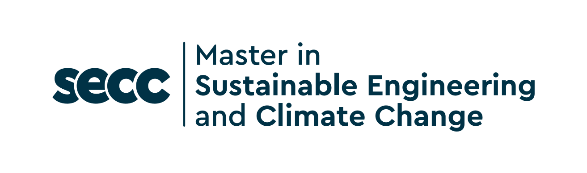 secc
Master in
Sustainable Engineering
and Climate Change